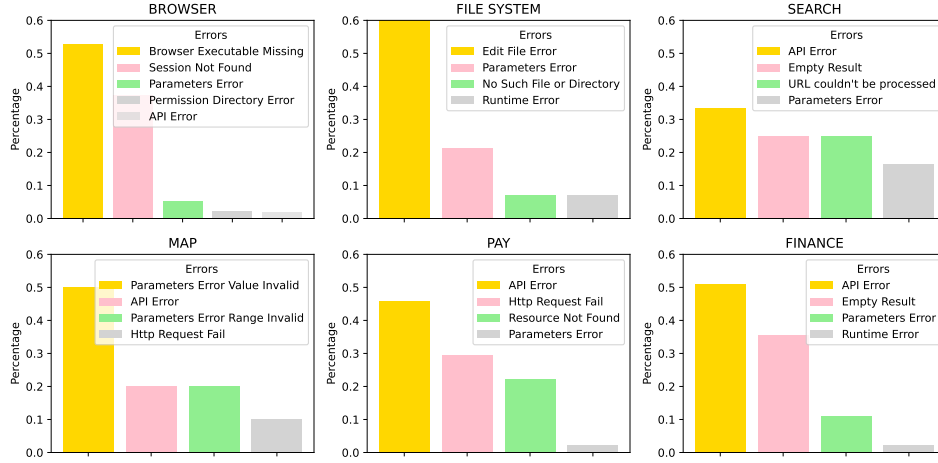 BROWSER
Percentage
0.6
0.5
0.4
0.3
0.2
0.1
0.0
Errors
Browser Executable Missing
Session Not Found
Parameters Error
Permission Directory Error
API Error
FILE SYSTEM
Percentage
0.6
0.5
0.4
0.3
0.2
0.1
0.0
Errors
Edit File Error
Parameters Error
No Such File or Directory
Runtime Error
SEARCH
Percentage
0.6
0.5
0.4
0.3
0.2
0.1
0.0
Errors
API Error
Empty Result
URL couldn't be processed
Parameters Error
MAP
Percentage
0.6
0.5
0.4
0.3
0.2
0.1
0.0
Errors
Parameters Error Value Invalid
API Error
Parameters Error Range Invalid
Http Request Fail
PAY
Percentage
0.6
0.5
0.4
0.3
0.2
0.1
0.0
Errors
API Error
Http Request Fail
Resource Not Found
Parameters Error
FINANCE
Percentage
0.6
0.5
0.4
0.3
0.2
0.1
0.0
Errors
API Error
Empty Result
Parameters Error
Runtime Error